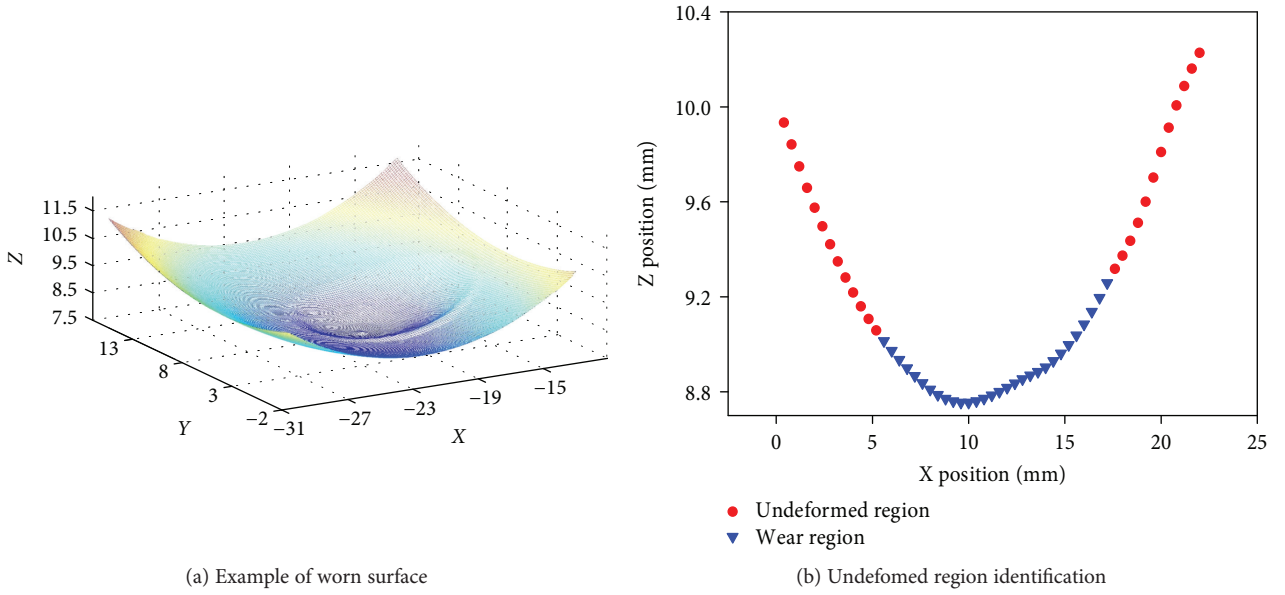 11.5
10.5
9.5
8.5
7.5
Z
13
8
3
−2
Y
−31
−27
−23
−19
−15
X
(a) Example of worn surface
10.4
10.0
9.6
9.2
8.8
Z position (mm)
0 5 10 15 20 25
X position (mm)
Undeformed region
Wear region
(b) Undefomed region identification